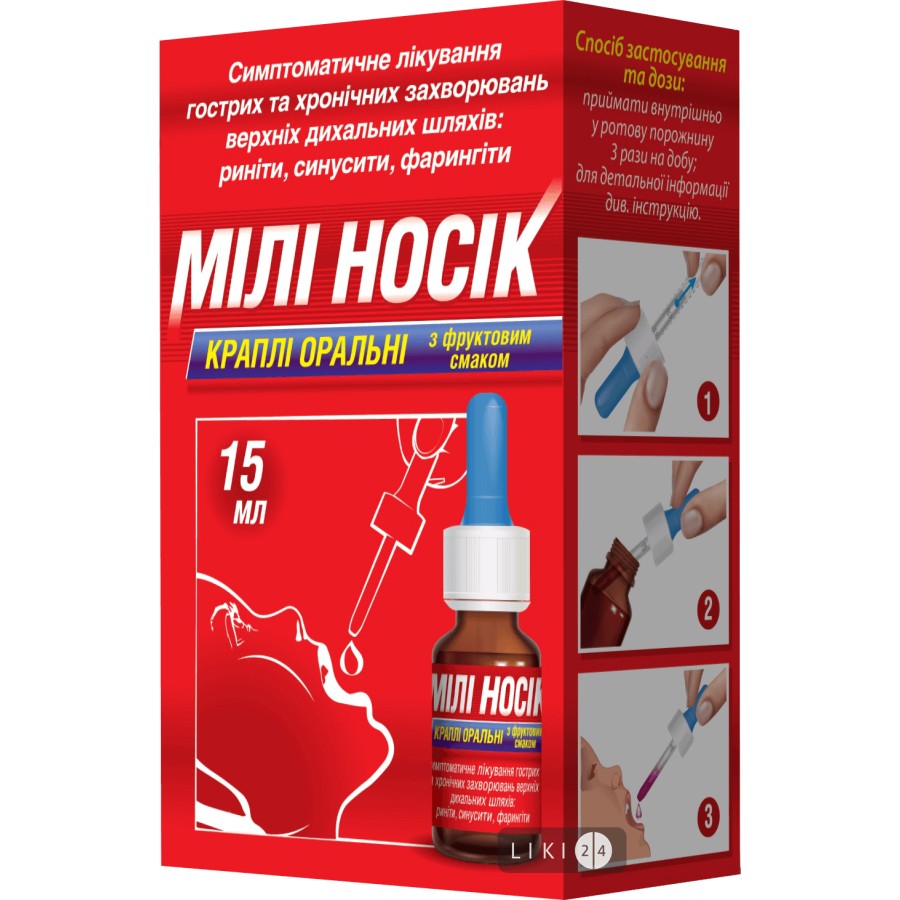 Симптоматичне лікування
гострих та хронічних захворювань
верхніх дихальних шляхів:
риніти, синусити, фарингіти
МІЛІ НОСІК
КРАПЛІ ОРАЛЬНІ
з фруктовим
смаком
15
мл
МІЛІ НОСІК
КРАПЛІ ОРАЛЬНІ
з фруктовим
смаком
симптоматичне лікування гострих
хронічних захворювань верхніх
дихальних шляхів:
риніти, синусити, фарингіти
Спосіб застосування
та дози:
приймати внутрішньо
у ротову порожнину
3 рази на добу;
для детальної інформації
див. інструкцію.
1
2
3
LIKI24